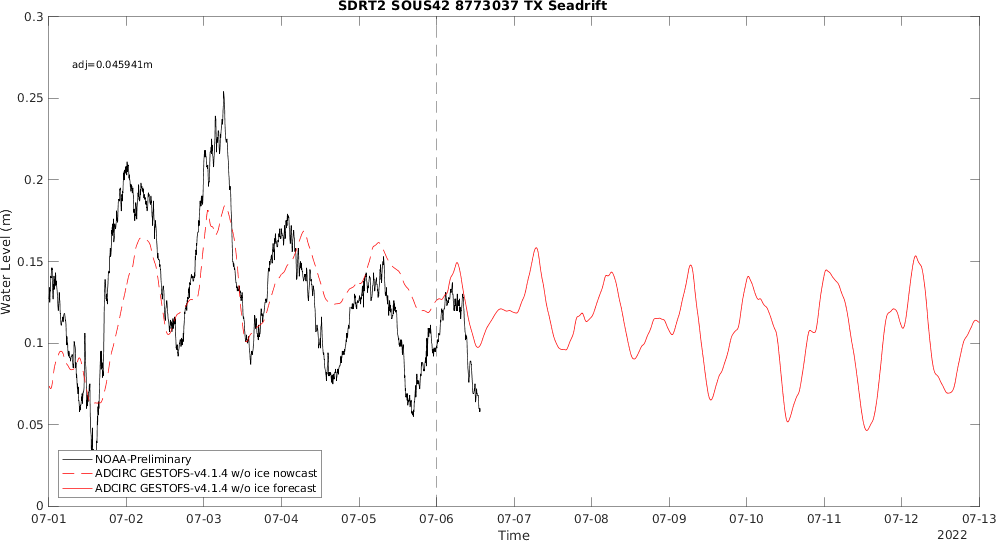 SDRT2 SOUS42 8773037 TX Seadrift
0.3
adj=0.045941m
0.25
0.2
0.15
0.1
0.05
0
Water Level (m)
NOAA-Preliminary
ADCIRC GESTOFS-v4.1.4 w/o ice nowcast
ADCIRC GESTOFS-v4.1.4 w/o ice forecast
07-01 07-02 07-03 07-04 07-05 07-06 07-07 07-08 07-09 07-10 07-11 07-12 07-13
Time
2022